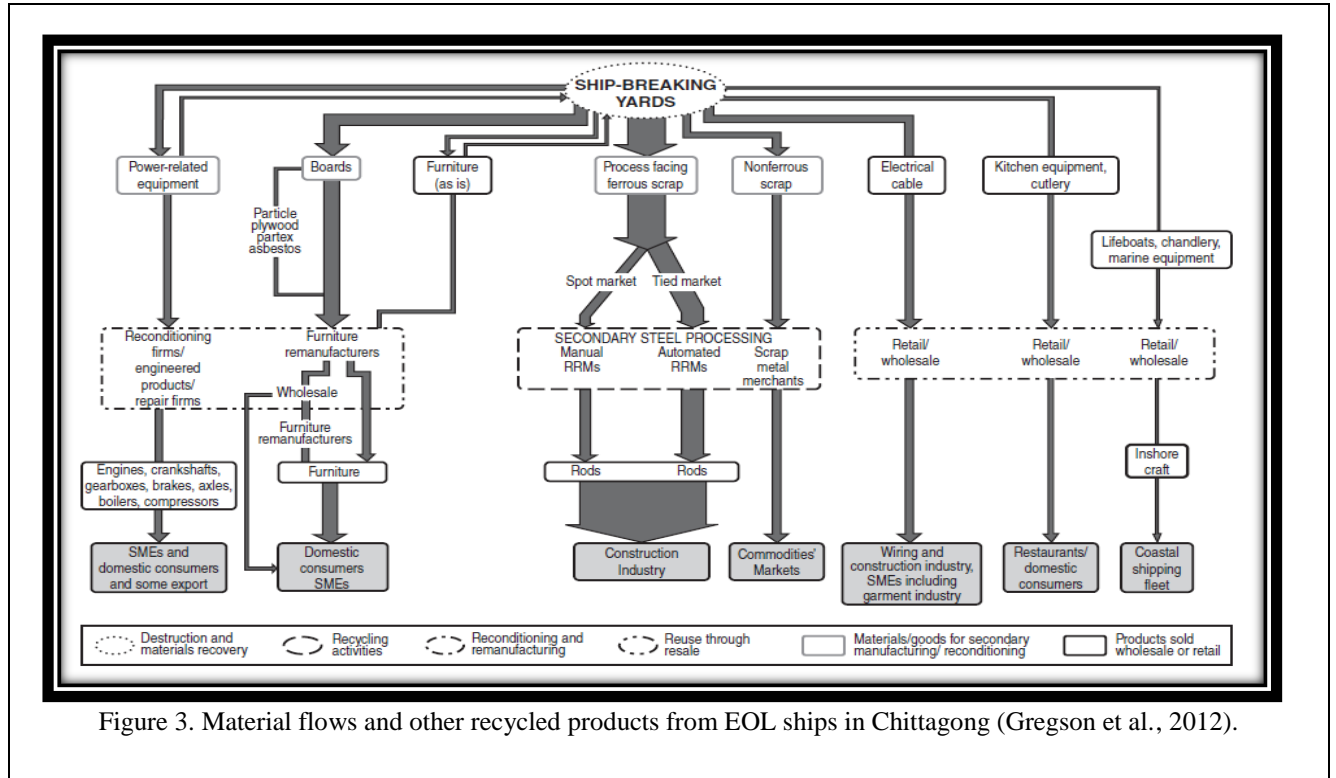 SHIP-BREAKING
YARDS
Power-related
equipment
Boards
Furniture
(as is)
Process facing
ferrous scrap
Nonferrous
scrap
Electrical
cable
Kitchen equipment,
cutlery
Particle
plywood
partex
asbestos
Lifeboats, chandlery,
marine equipment
Spot market
Tied market
Reconditioning
firms/
engineered
products/
repair firms
Furniture
remanufacturers
Wholesale
Furniture
remanufacturers
SECONDARY STEEL PROCESSING
Manual
RRMs
Automated
RRMs
Scrap
metal
merchants
Retail/
wholesale
Retail/
wholesale
Retail/
wholesale
Engines, crankshafts,
gearboxes, brakes, axles,
boilers, compressors
Furniture
Rods
Rods
Inshore
craft
SMEs and
domestic consumers
and some export
Domestic
consumers
SMEs
Construction
Industry
Commodities'
Markets
Wiring and
construction industry,
SMEs including
garment industry
Restaurants/
domestic
consumers
Coastal
shipping
fleet
Destruction and
materials recovery
Recycling
activities
Reconditioning and
remanufacturing
Reuse through
resale
Materials/goods for secondary
manufacturing/ reconditioning
Products sold
wholesale or retail
Figure 3. Material flows and other recycled products from EOL ships in Chittagong (Gregson et al., 2012).